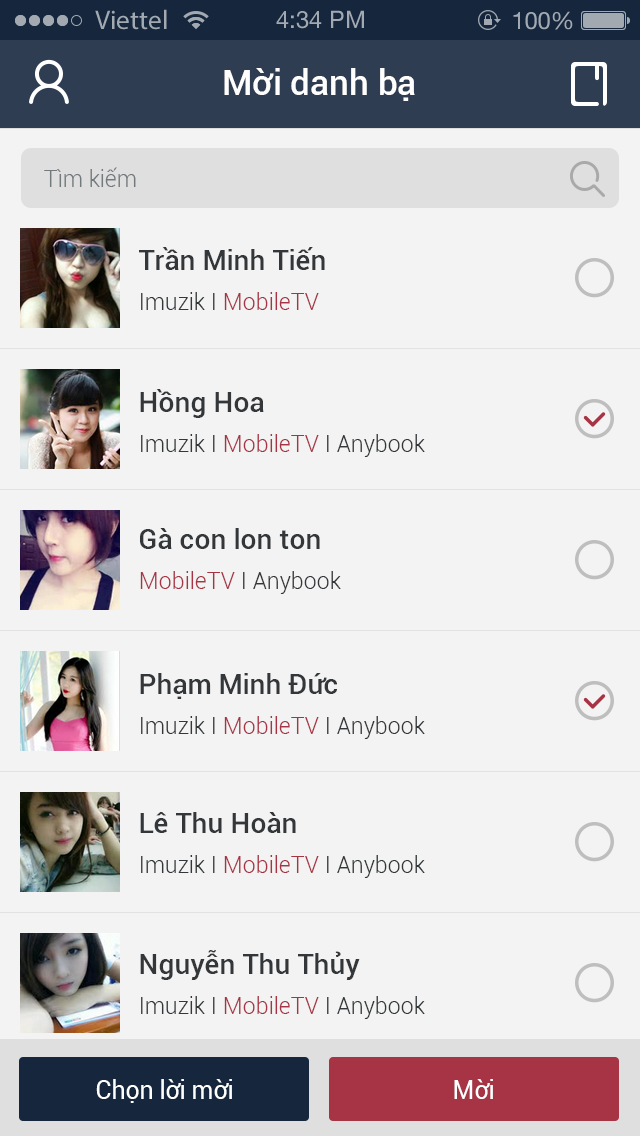 Viettel 4:34 PM 100%
Mời danh bạ
Tìm kiếm
Trần Minh Tiến
Imuzik I MobileTV
Hồng Hoa
Imuzik I MobileTV I Anybook
Gà con lon ton
MobileTV I Anybook
Phạm Minh Đức
Imuzik I MobileTV I Anybook
Lê Thu Hoàn
Imuzik I MobileTV I Anybook
Nguyễn Thu Thủy
Imuzik I MobileTV I Anybook
Chọn lời mời Mời